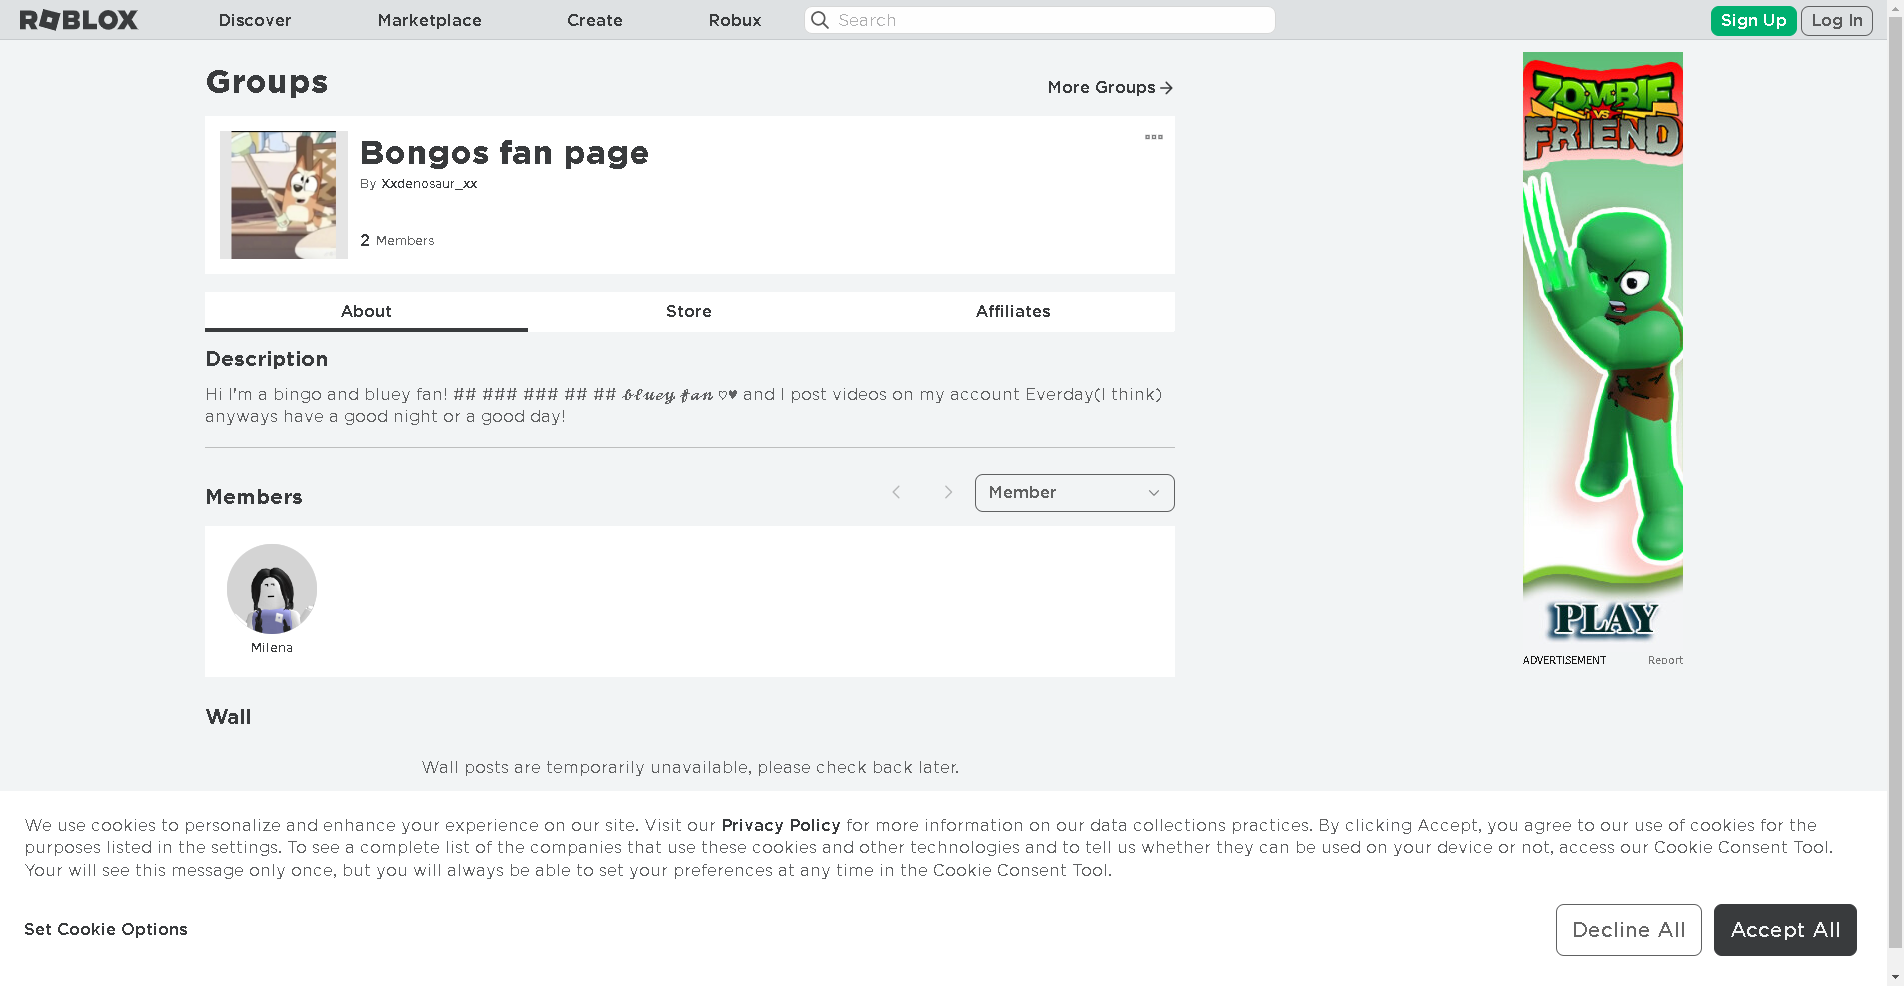 ROBLOX Discover Marketplace Create Robux Search Sign Up Log In
Groups
More Groups
Bongos fan page
By Xxdenosaur_xx
2 Members
About Store Affiliates
Description
Hi I'm a bingo and bluey fan! ## ### ### ## ## 𝓫𝓵𝓾𝓮𝔂 𝓯𝓪𝓷 ♡♥ and I post videos on my account Everday(I think)
anyways have a good night or a good day!
Members
Member
Milena
Wall
Wall posts are temporarily unavailable, please check back later.
ZOMBIE
VS
FRIEND
PLAY
ADVERTISEMENT Report
We use cookies to personalize and enhance your experience on our site. Visit our Privacy Policy for more information on our data collections practices. By clicking Accept, you agree to our use of cookies for the
purposes listed in the settings. To see a complete list of the companies that use these cookies and other technologies and to tell us whether they can be used on your device or not, access our Cookie Consent Tool.
Your will see this message only once, but you will always be able to set your preferences at any time in the Cookie Consent Tool.
Set Cookie Options
Decline All
Accept All